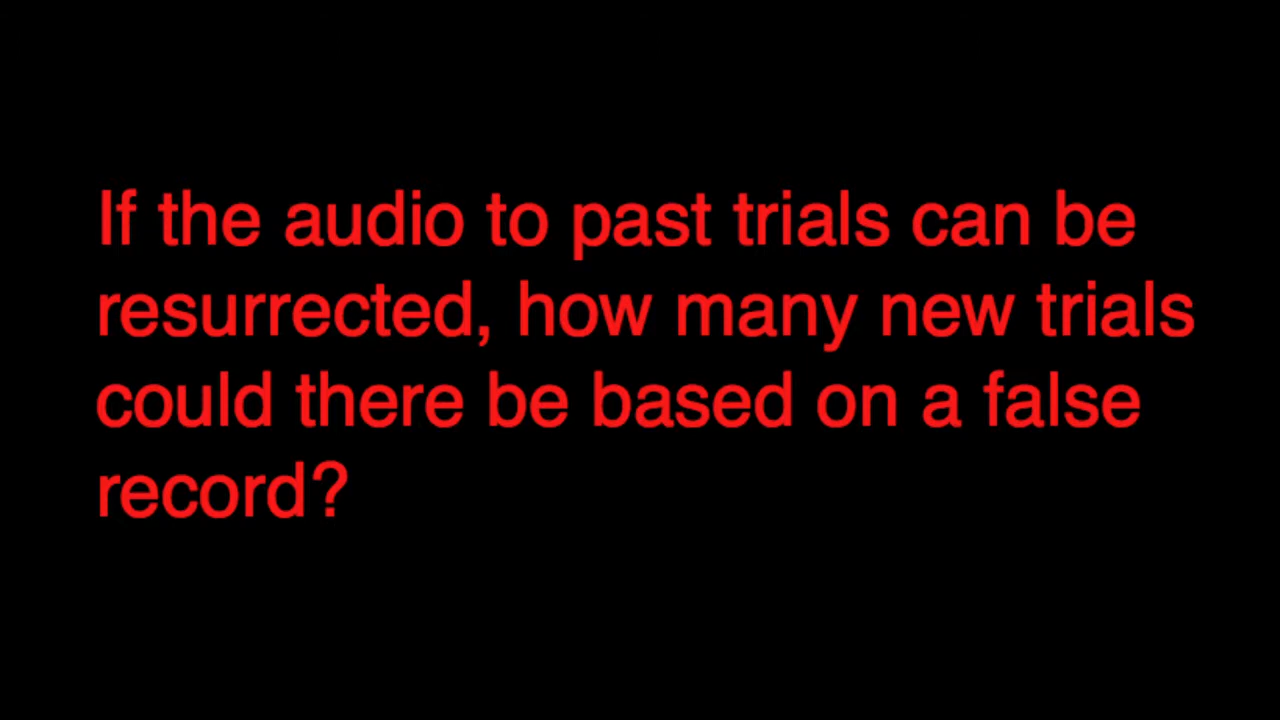 If the audio to past trials can be
resurrected, how many new trials
could there be based on a false
record?